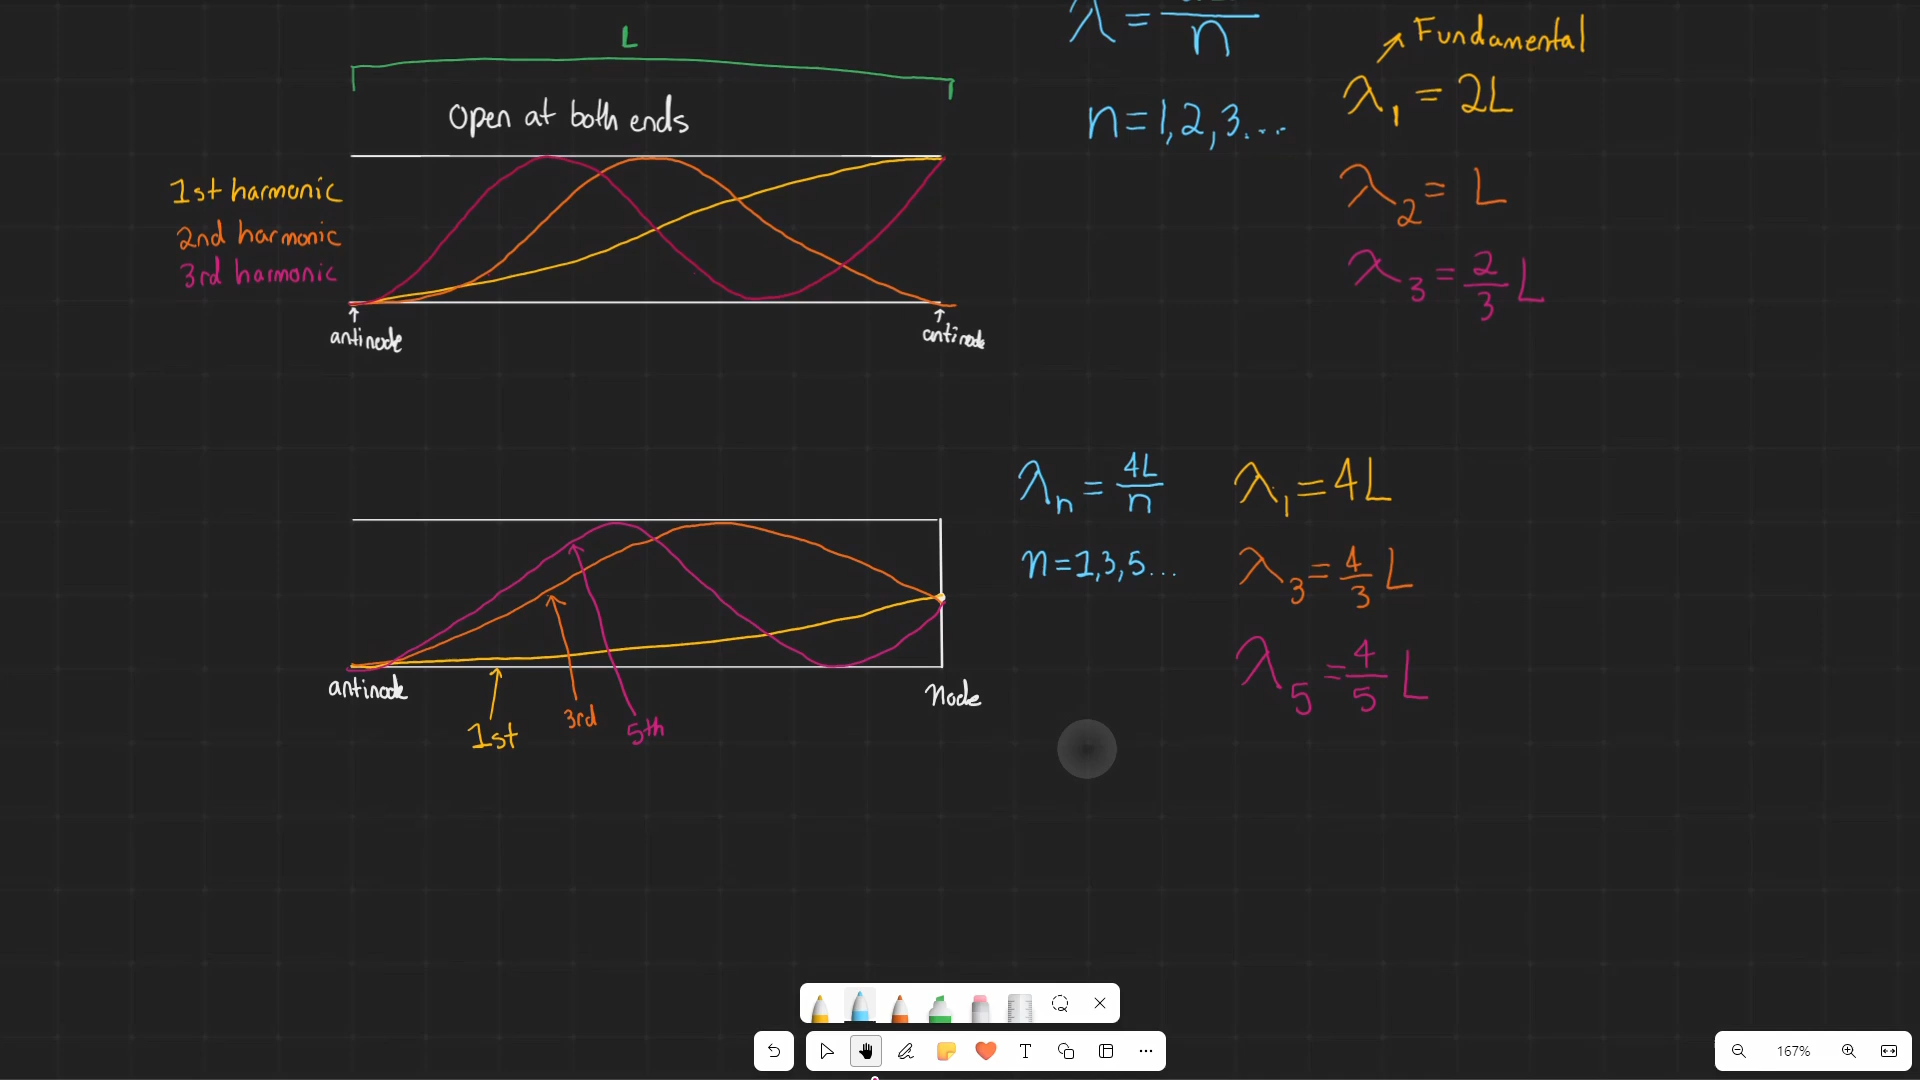 L
Open at both ends
1st harmonic
2nd harmonic
3rd harmonic
antinode
antinode
λ = n
n=1,2,3...
Fundamental
λ₁ = 2L
λ₂ = L
λ₃ = 2/3 L
antinode
Node
1st
3rd
5th
λₙ = 4L/n
n=1,3,5...
λ₁ = 4L
λ₃ = 4/3 L
λ₅ = 4/5 L
T
167%